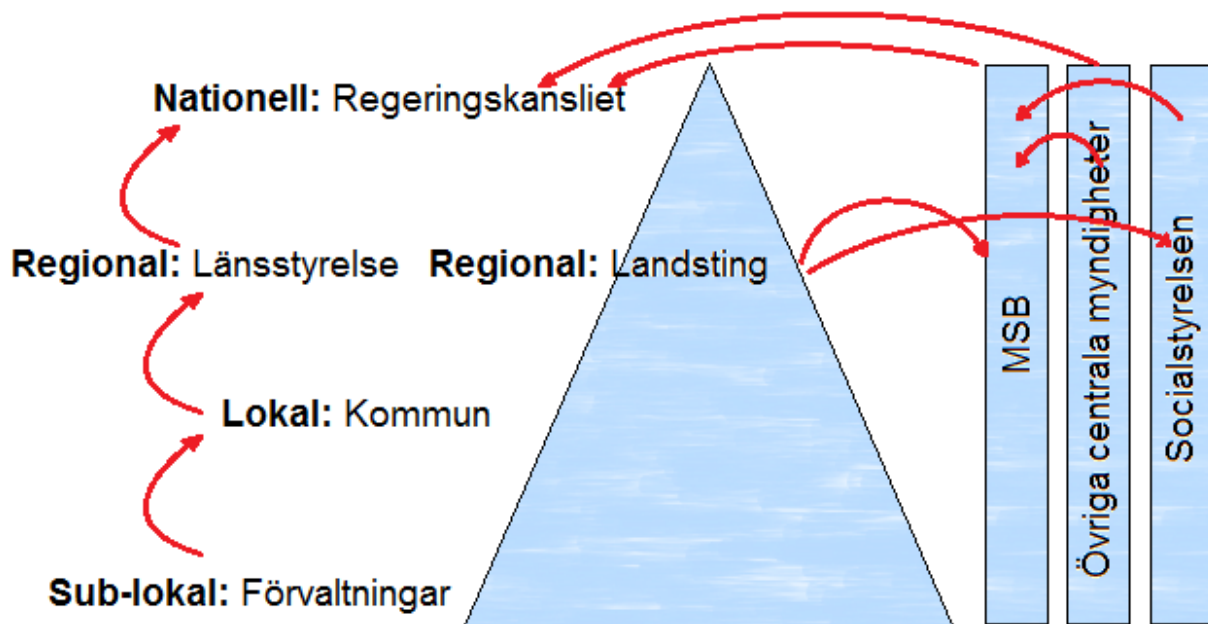 Nationell: Regeringskansliet
Regional: Länsstyrelse
Regional: Landsting
Lokal: Kommun
Sub-lokal: Förvaltningar
MSB
Övriga centrala myndigheter
Socialstyrelsen